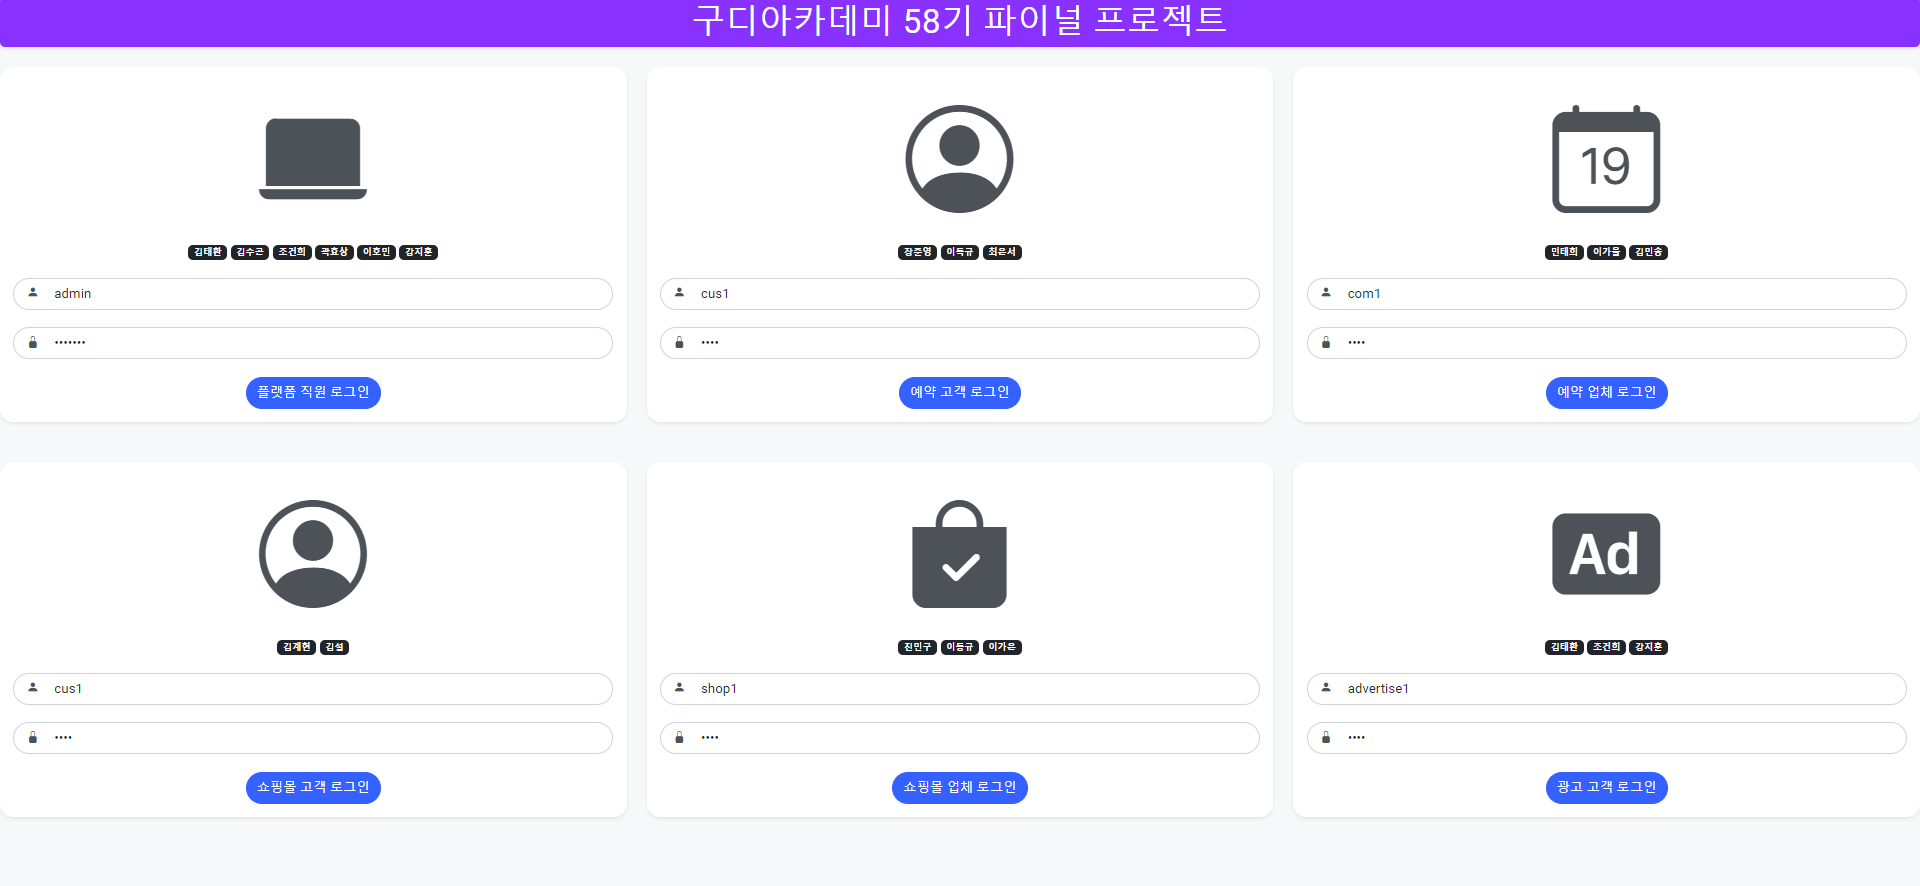 구디아카데미 58기 파이널 프로젝트
19
김태환 김수곤 조건희 곽효상 이호민 강지훈
장준영 이득규 최은서
민태희 이가을 김민송
admin
cus1
com1
•••••••
••••
••••
플랫폼 직원 로그인
예약 고객 로그인
예약 업체 로그인
Ad
김계현 김설
진민구 이동규 이가은
김태환 조건희 강지훈
cus1
shop1
advertise1
••••
••••
••••
쇼핑몰 고객 로그인
쇼핑몰 업체 로그인
광고 고객 로그인